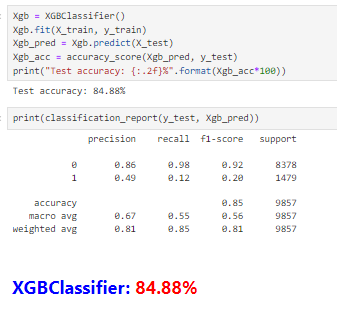 Xgb = XGBClassifier()
Xgb.fit(X_train, y_train)
Xgb_pred = Xgb.predict(X_test)
Xgb_acc = accuracy_score(Xgb_pred, y_test)
print("Test accuracy: {:.2f}%".format(Xgb_acc*100))
Test accuracy: 84.88%
print(classification_report(y_test, Xgb_pred))
precision recall f1-score support
0 0.86 0.98 0.92 8378
1 0.49 0.12 0.20 1479
accuracy 0.85 9857
macro avg 0.67 0.55 0.56 9857
weighted avg 0.81 0.85 0.81 9857
XGBClassifier: 84.88%